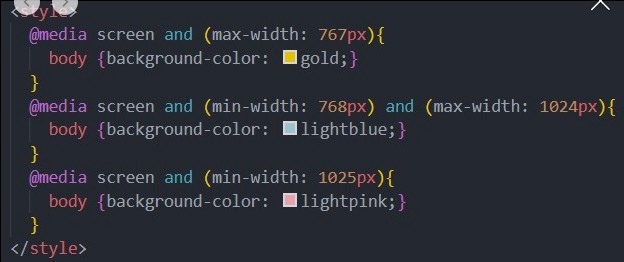 <style>
@media screen and (max-width: 767px){
body {background-color: gold;}
}
@media screen and (min-width: 768px) and (max-width: 1024px){
body {background-color: lightblue;}
}
@media screen and (min-width: 1025px){
body {background-color: lightpink;}
}
</style>